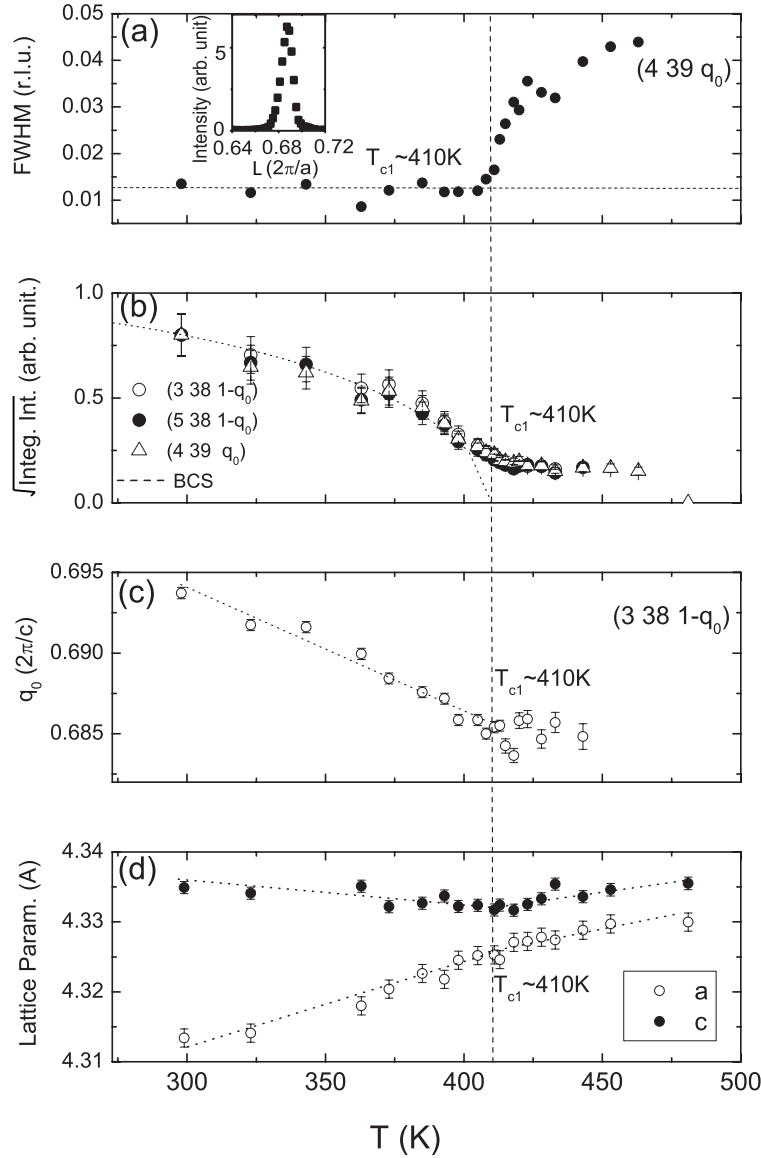 0.05
0.04
0.03
0.02
0.01
FWHM (r.l.u.)
(a)
5
0
Intensity (arb. unit)
0.64 0.68 0.72
L (2π/a)
T_c1~410K
(4 39 q_0)
1.0
0.5
0.0
√Integ. Int. (arb. unit.)
(b)
(3 38 1-q_0)
(5 38 1-q_0)
(4 39 q_0)
BCS
T_c1~410K
0.695
0.690
0.685
q_0 (2π/c)
(c)
(3 38 1-q_0)
T_c1~410K
4.34
4.33
4.32
4.31
Lattice Param. (A)
(d)
T_c1~410K
a
c
300 350 400 450 500
T (K)